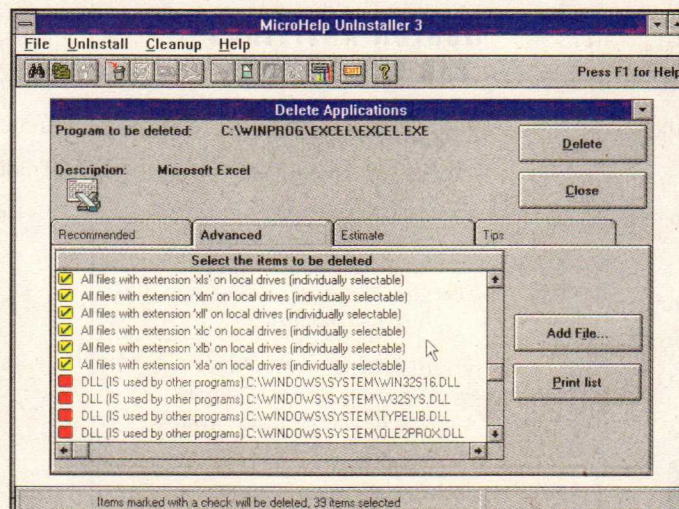 MicroHelp UnInstaller 3
File UnInstall Cleanup Help
EXIT ?
Press F1 for Help
Delete Applications
Program to be deleted: C:\WINPROG\EXCEL\EXCEL.EXE
Delete
Description: Microsoft Excel
Close
Recommended Advanced Estimate Tips
Select the items to be deleted
All files with extension 'xls' on local drives (individually selectable)
All files with extension 'xlm' on local drives (individually selectable)
All files with extension 'xll' on local drives (individually selectable)
All files with extension 'xlc' on local drives (individually selectable)
All files with extension 'xlb' on local drives (individually selectable)
All files with extension 'xla' on local drives (individually selectable)
DLL (IS used by other programs) C:\WINDOWS\SYSTEM\WIN32S16.DLL
DLL (IS used by other programs) C:\WINDOWS\SYSTEM\W32SYS.DLL
DLL (IS used by other programs) C:\WINDOWS\SYSTEM\TYPELIB.DLL
DLL (IS used by other programs) C:\WINDOWS\SYSTEM\OLE2PROX.DLL
Add File...
Print list
Items marked with a check will be deleted, 39 items selected